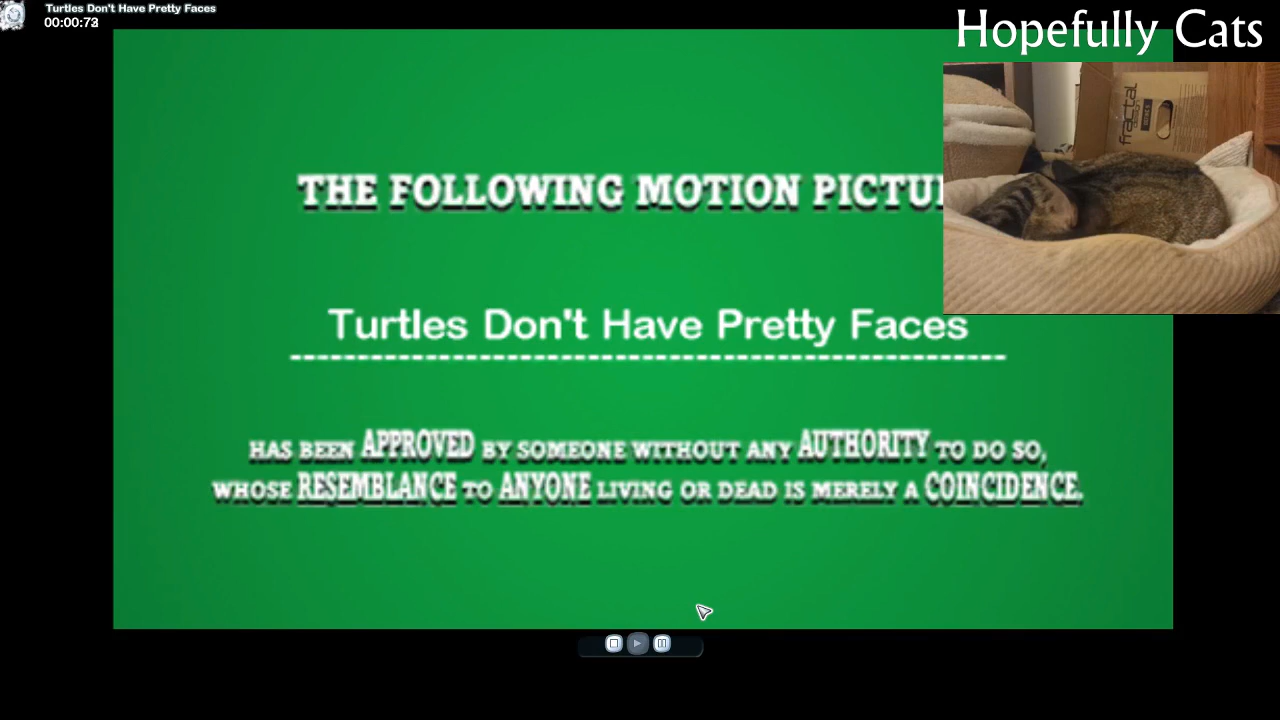 Turtles Don't Have Pretty Faces
00:00:73
Hopefully Cats
fractal
design
THE FOLLOWING MOTION PICTU
Turtles Don't Have Pretty Faces
HAS BEEN APPROVED BY SOMEONE WITHOUT ANY AUTHORITY TO DO SO,
WHOSE RESEMBLANCE TO ANYONE LIVING OR DEAD IS MERELY A COINCIDENCE.